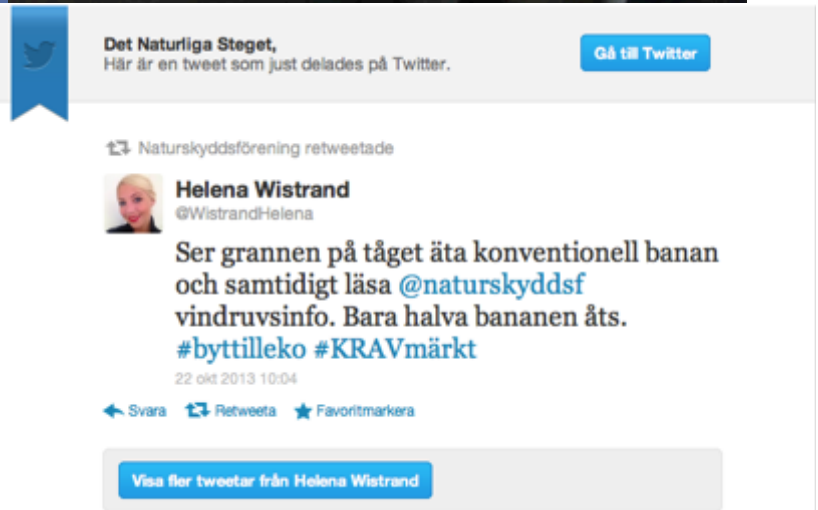 Det Naturliga Steget,
Här är en tweet som just delades på Twitter.
Gå till Twitter
Naturskyddsförening retweetade
Helena Wistrand
@WistrandHelena
Ser grannen på tåget äta konventionell banan
och samtidigt läsa @naturskyddsf
vindruvsinfo. Bara halva bananen åts.
#byttilleko #KRAVmärkt
22 okt 2013 10:04
Svara Retweeta Favoritmarkera
Visa fler tweetar från Helena Wistrand